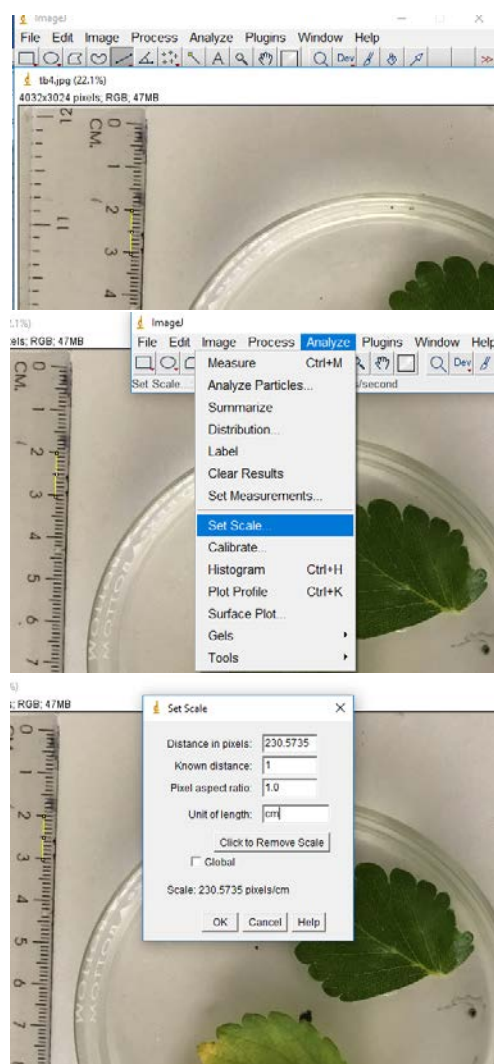 ImageJ
File Edit Image Process Analyze Plugins Window Help
A Dev >>
tb4.jpg (22.1%)
4032x3024 pixels; RGB; 47MB
12
11
CM.
0
1
2
3
4
.1%)
els; RGB; 47MB
ImageJ
File Edit Image Process Analyze Plugins Window Help
Dev
Set Scale... s/second
Measure Ctrl+M
Analyze Particles...
Summarize
Distribution...
Label
Clear Results
Set Measurements...
Set Scale...
Calibrate...
Histogram Ctrl+H
Plot Profile Ctrl+K
Surface Plot...
Gels
Tools
CM.
0
1
2
3
4
5
6
7
%)
; RGB: 47MB
Set Scale
Distance in pixels: 230.5735
Known distance: 1
Pixel aspect ratio: 1.0
Unit of length: cm
Click to Remove Scale
Global
Scale: 230.5735 pixels/cm
OK Cancel Help
0
1
2
3
4
5
6
7